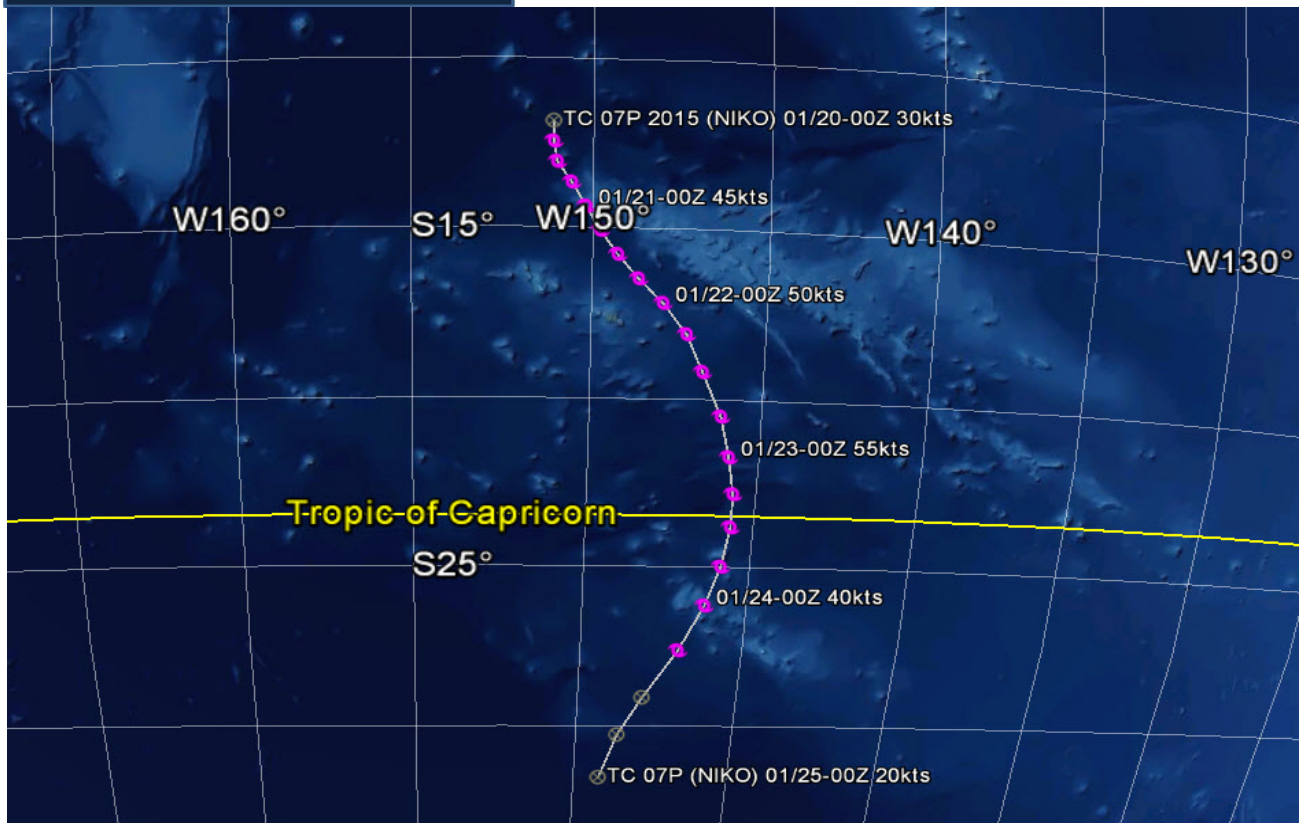 TC 07P 2015 (NIKO) 01/20-00Z 30kts
01/21-00Z 45kts
W160°
S15°
W150°
W140°
W130°
01/22-00Z 50kts
01/23-00Z 55kts
Tropic of Capricorn
S25°
01/24-00Z 40kts
TC 07P (NIKO) 01/25-00Z 20kts